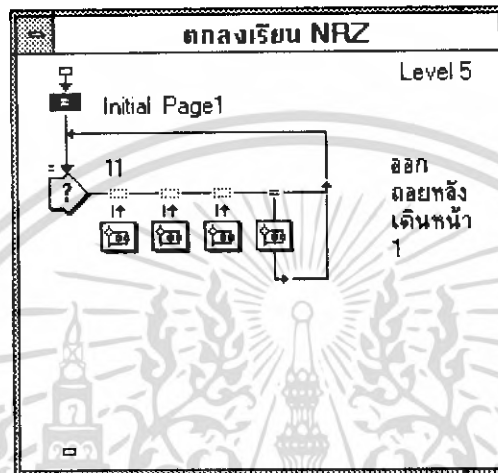 ตกลงเรียน NRZ
Level 5
=
Initial Page1
=
11
?
=
ออก
ถอยหลัง
เดินหน้า
1